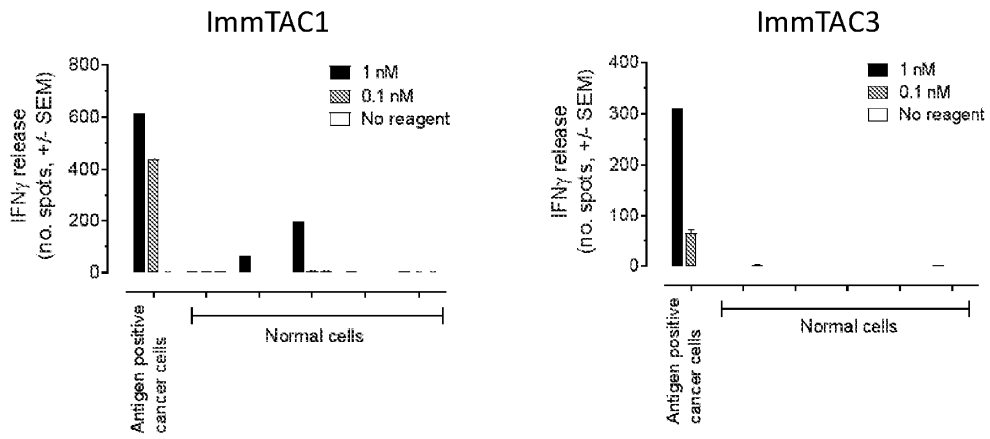 ImmTAC1
IFNγ release
(no. spots, +/- SEM)
800
600
400
200
0
1 nM
0.1 nM
No reagent
Antigen positive
cancer cells
Normal cells
ImmTAC3
IFNγ release
(no. spots, +/- SEM)
400
300
200
100
0
1 nM
0.1 nM
No reagent
Antigen positive
cancer cells
Normal cells